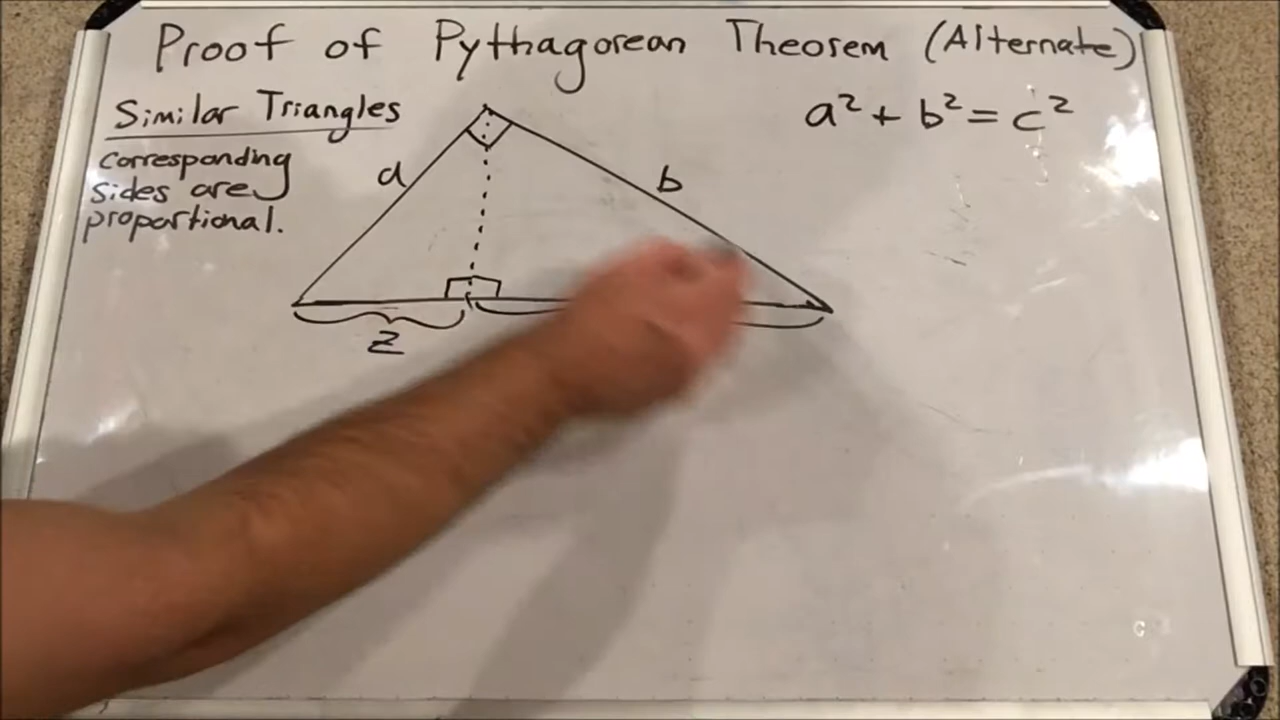 Proof of Pythagorean Theorem (Alternate)
Similar Triangles
a² + b² = c²
Corresponding
sides are
proportional.
a
b
z